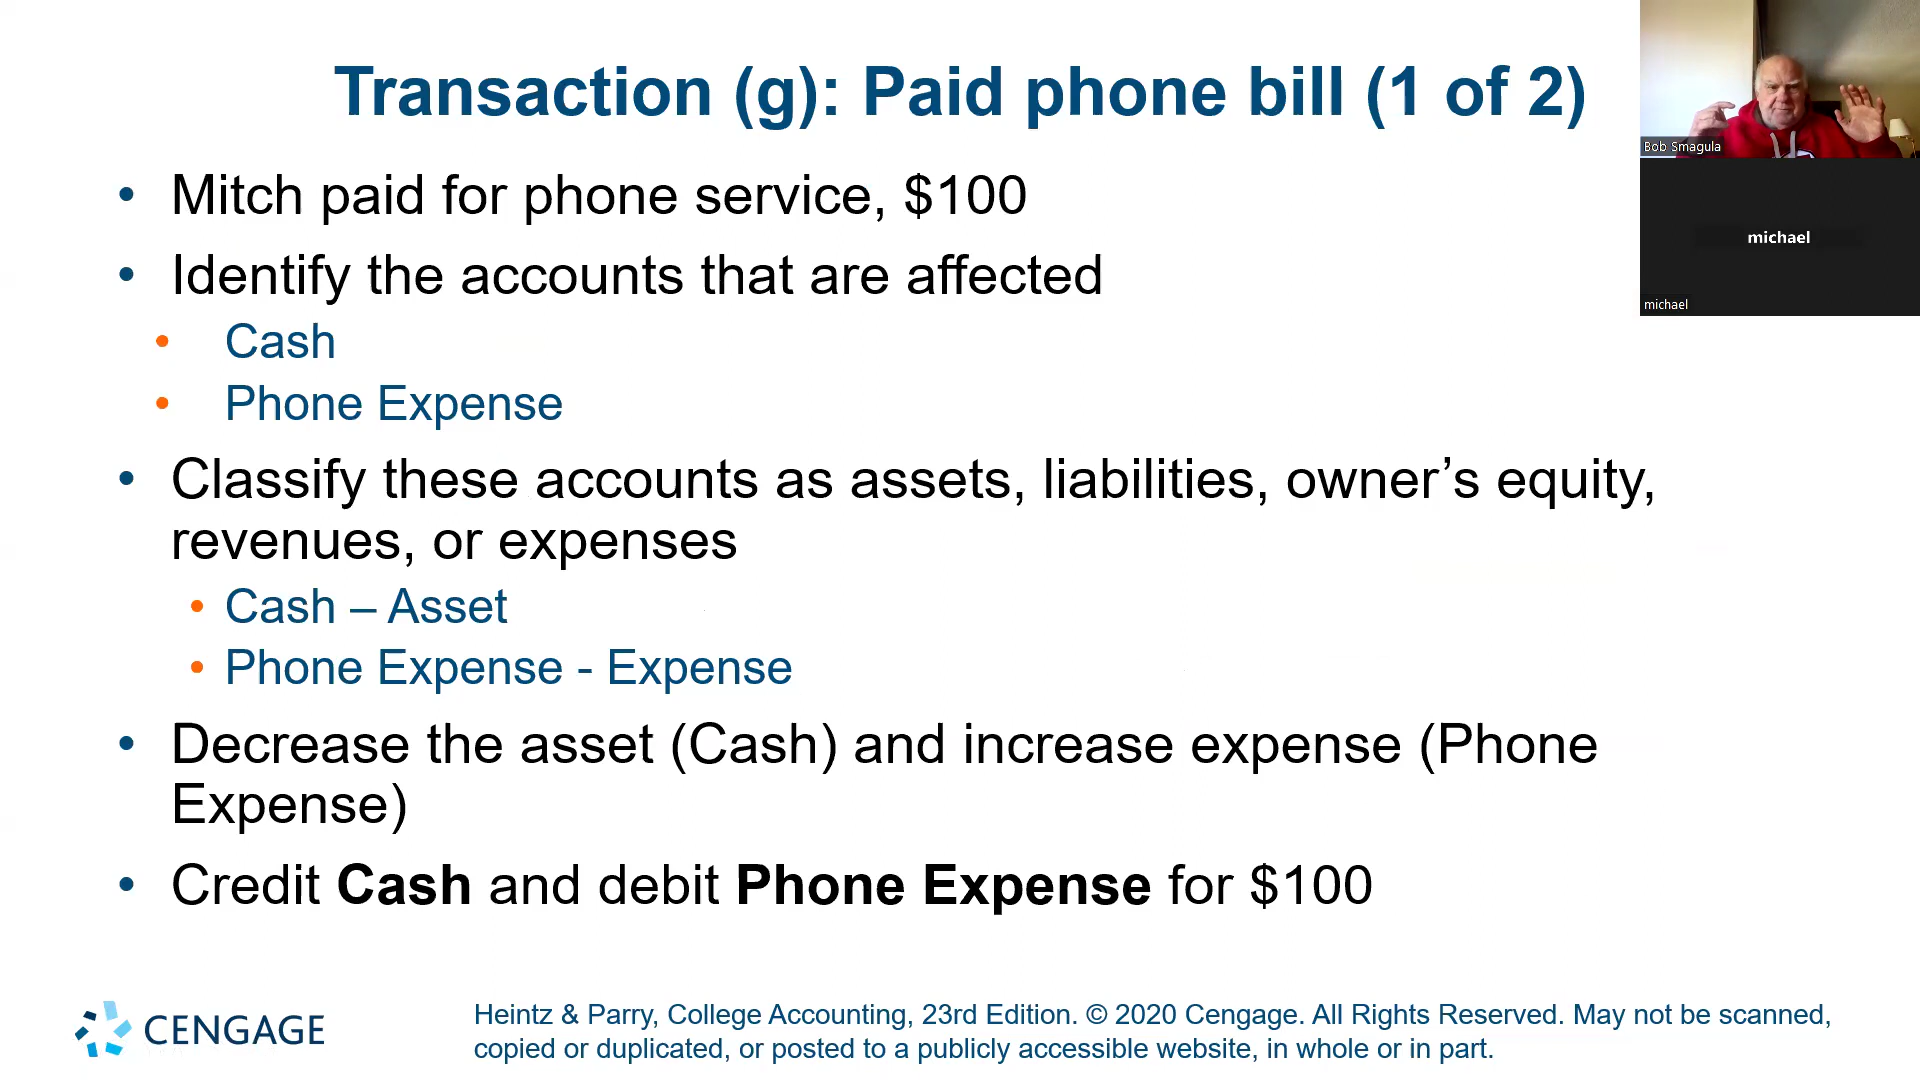 Transaction (g): Paid phone bill (1 of 2)
• Mitch paid for phone service, $100
• Identify the accounts that are affected
• Cash
• Phone Expense
• Classify these accounts as assets, liabilities, owner’s equity,
revenues, or expenses
• Cash – Asset
• Phone Expense - Expense
• Decrease the asset (Cash) and increase expense (Phone
Expense)
• Credit Cash and debit Phone Expense for $100
CENGAGE
Heintz & Parry, College Accounting, 23rd Edition. © 2020 Cengage. All Rights Reserved. May not be scanned,
copied or duplicated, or posted to a publicly accessible website, in whole or in part.
Bob Smagula
michael
michael